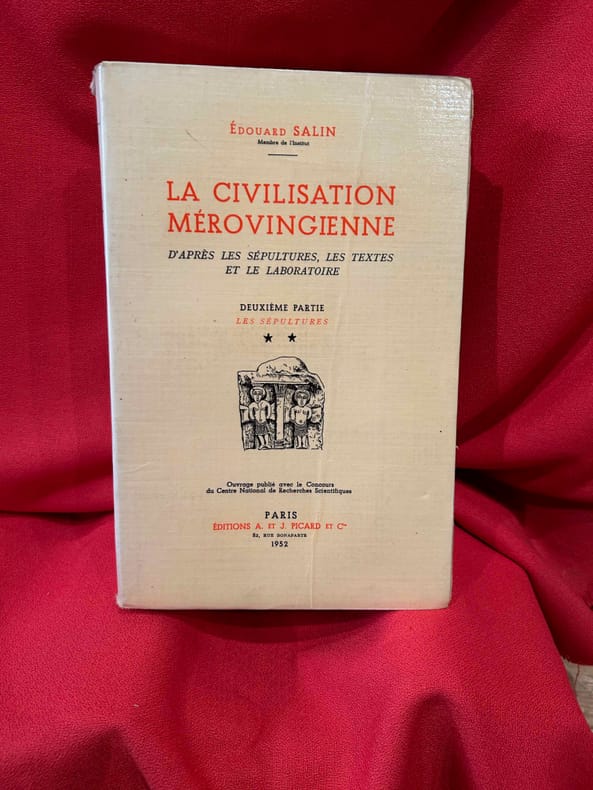 ÉDOUARD SALIN
Membre de l'Institut
LA CIVILISATION
MÉROVINGIENNE
D'APRÈS LES SÉPULTURES, LES TEXTES
ET LE LABORATOIRE
DEUXIÈME PARTIE
LES SÉPULTURES
★ ★
Ouvrage publié avec le Concours
du Centre National de Recherches Scientifiques
PARIS
ÉDITIONS A. ET J. PICARD ET Cie
82, RUE BONAPARTE
1952